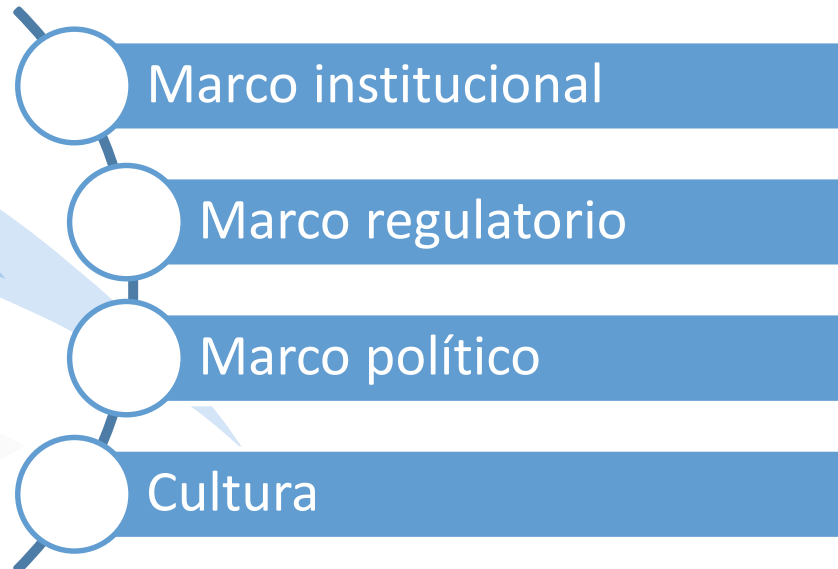 Marco institucional
Marco regulatorio
Marco político
Cultura